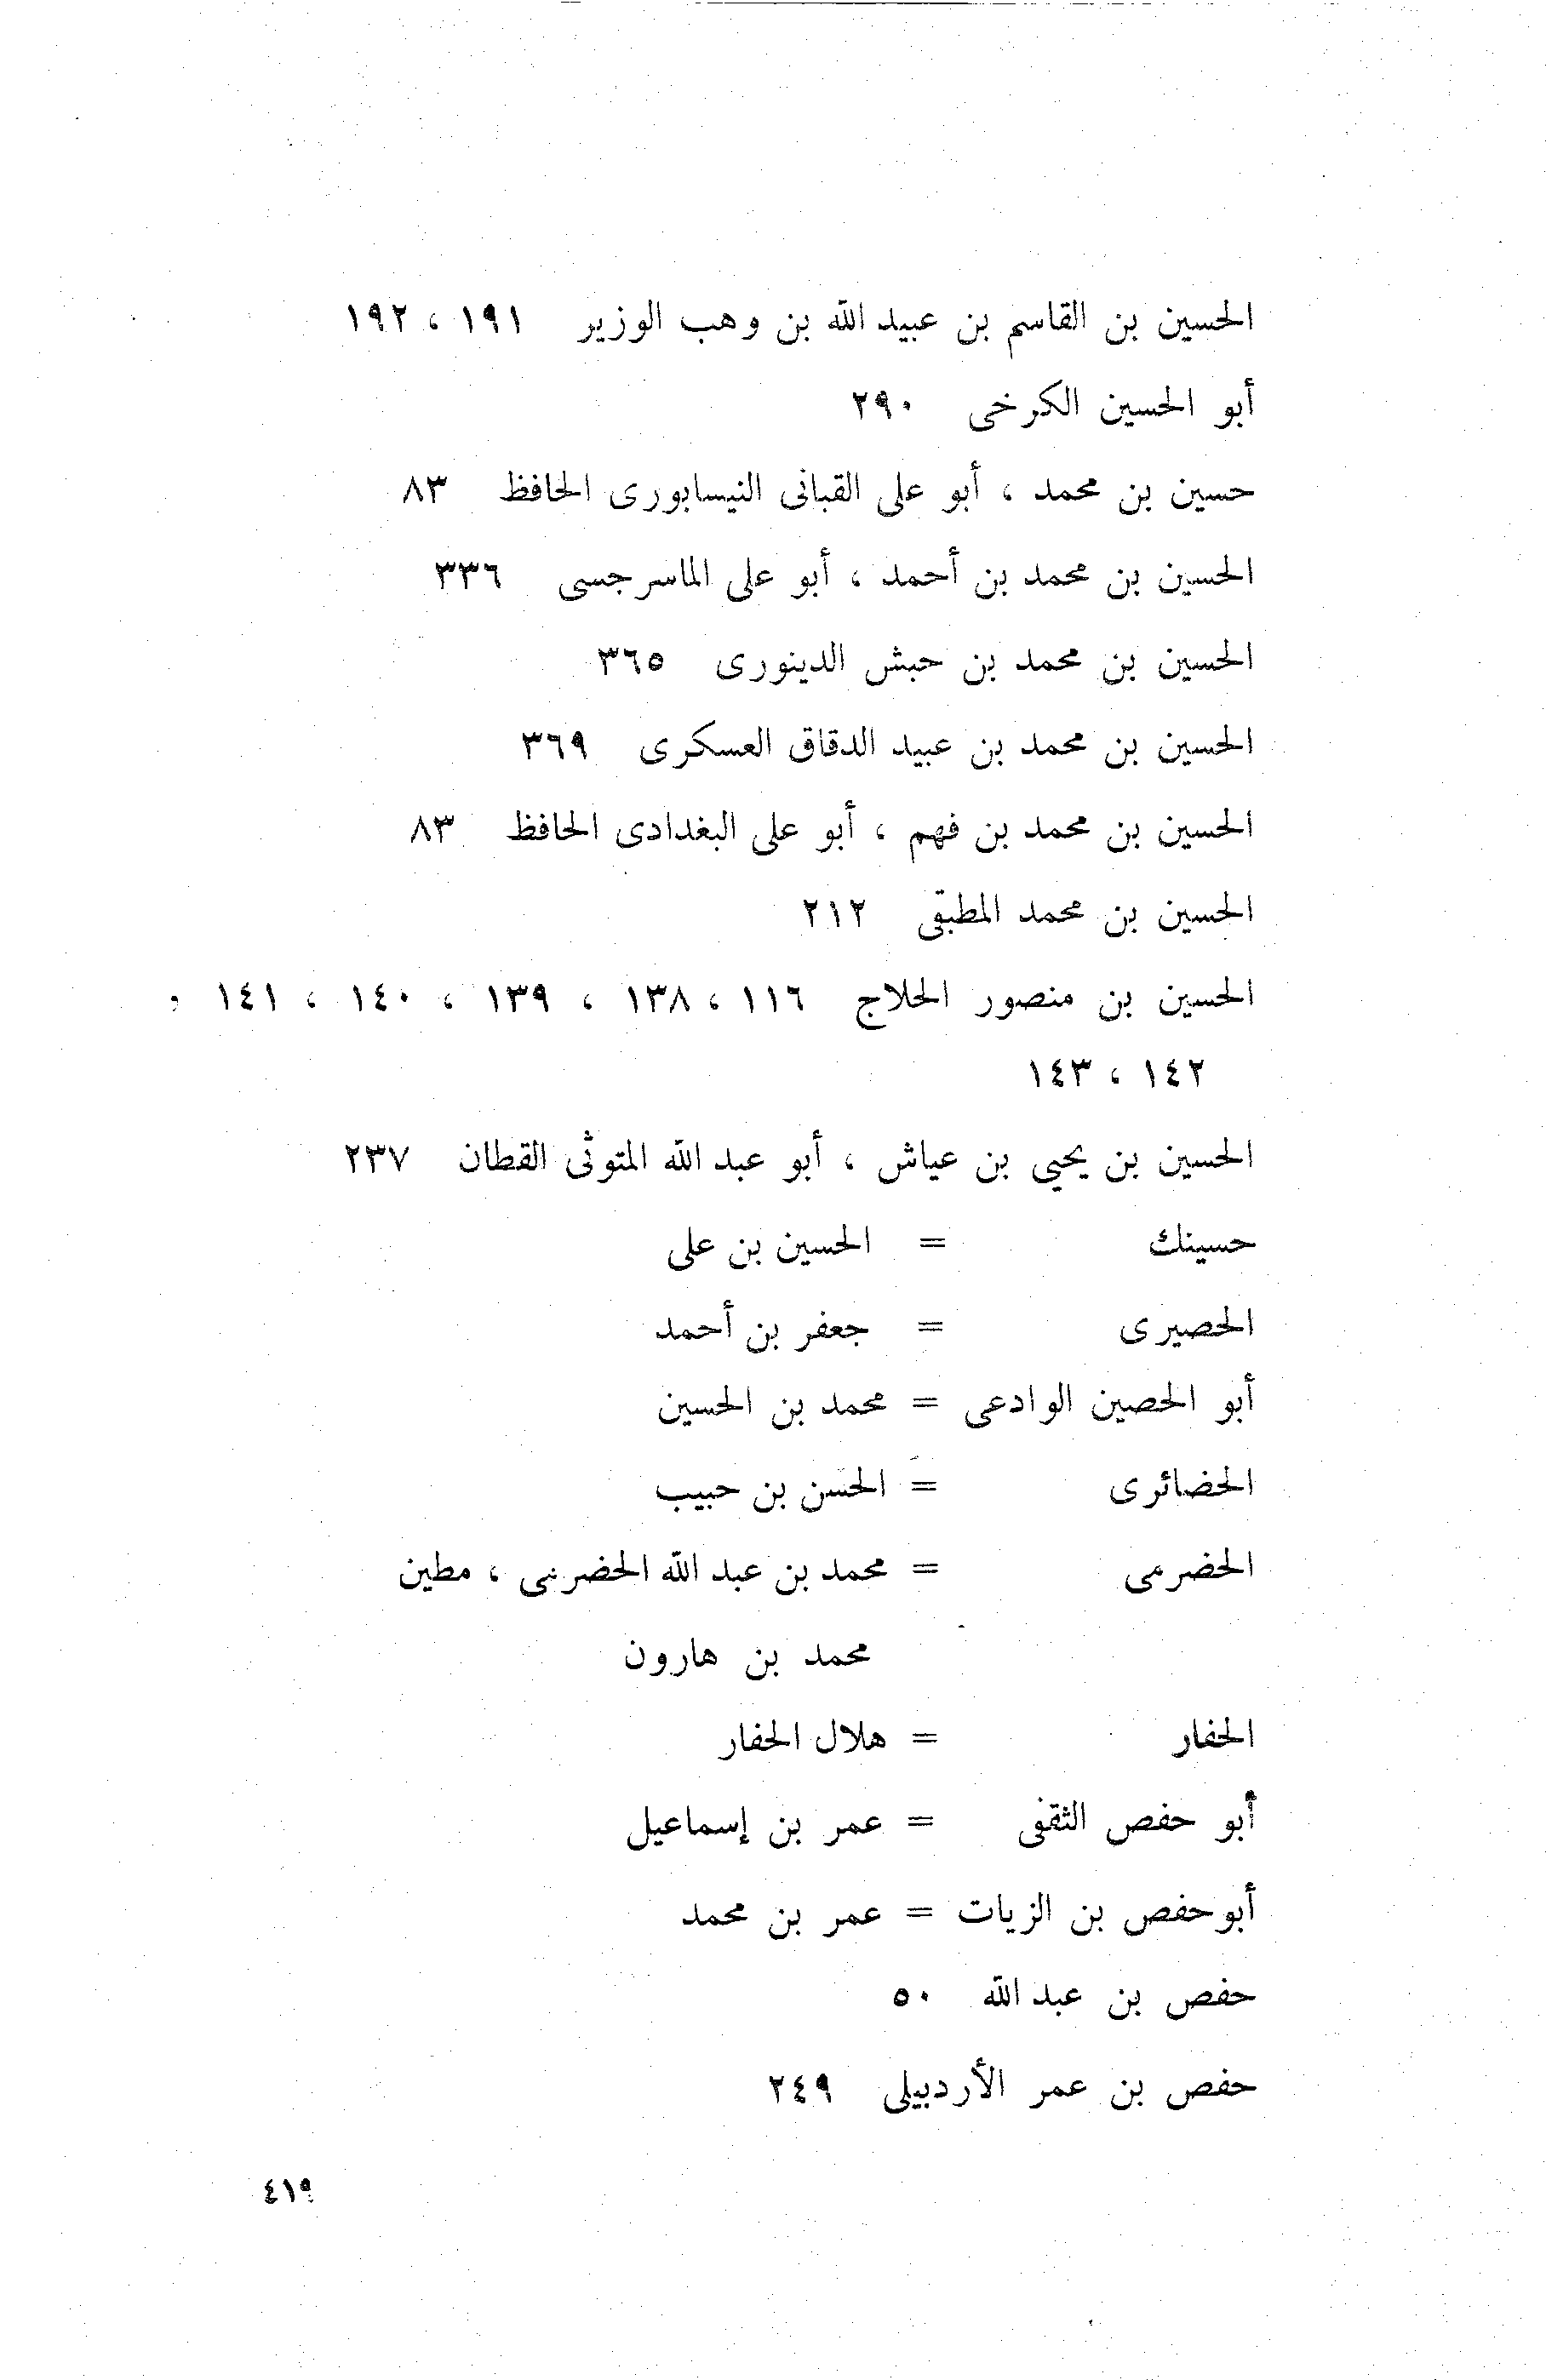 الحسين بن القاسم بن عبيد الله بن وهب الوزير ١٩١ ، ١٩٢
أبو الحسين الكرخى ٢٩٠
حسين بن محمد ، أبو على القبانى النيسابورى الحافظ ٨٣
الحسين بن محمد بن أحمد ، أبو على الماسرجسى ٣٣٦
الحسين بن محمد بن حبش الدينورى ٣٦٥
الحسين بن محمد بن عبيد الدقاق العسكرى ٣٦٩
الحسين بن محمد بن فهم ، أبو على البغدادى الحافظ ٨٣
الحسين بن محمد المطبقى ٢١٢
الحسين بن منصور الحلاج ١١٦ ، ١٣٨ ، ١٣٩ ، ١٤٠ ، ١٤١ ،
١٤٢ ، ١٤٣
الحسين بن يحيى بن عياش ، أبو عبد الله المتوثى القطان ٢٣٧
حسينك = الحسين بن على
الحصيرى = جعفر بن أحمد
أبو الحصين الوادعى = محمد بن الحسين
الحضائرى = الحسن بن حبيب
الحضرمى = محمد بن عبد الله الحضرمى ، مطين
محمد بن هارون
الحفار = هلال الحفار
أبو حفص الثقفى = عمر بن إسماعيل
أبو حفص بن الزيات = عمر بن محمد
حفص بن عبد الله ٥٠
حفص بن عمر الأردبيلى ٢٤٩
٤١٩